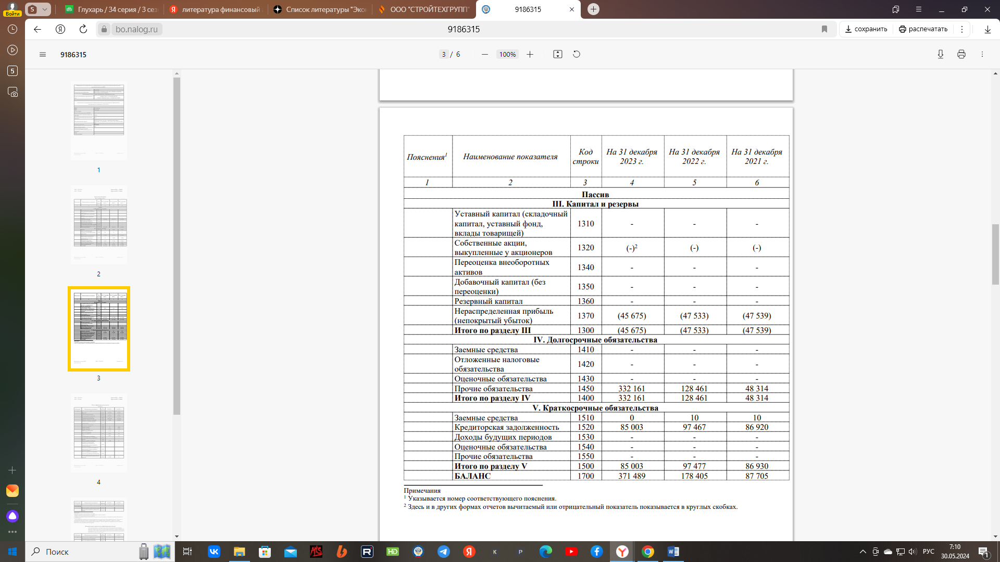 Войти
5
Глухарь / 34 серия / 3 сез
литература финансовый
Список литературы "Экон
ООО "СТРОЙТЕХГРУПП"
9186315
bo.nalog.ru
9186315
сохранить
распечатать
5
9186315
3 / 6
100%
1
2
3
4
Пояснения1
Наименование показателя
Код строки
На 31 декабря 2023 г.
На 31 декабря 2022 г.
На 31 декабря 2021 г.
1 2 3 4 5 6
Пассив
III. Капитал и резервы
Уставный капитал (складочный
капитал, уставный фонд, 1310 - - -
вклады товарищей)
Собственные акции, 1320 (-)2 (-) (-)
выкупленные у акционеров
Переоценка внеоборотных 1340 - - -
активов
Добавочный капитал (без 1350 - - -
переоценки)
Резервный капитал 1360 - - -
Нераспределенная прибыль 1370 (45 675) (47 533) (47 539)
(непокрытый убыток)
Итого по разделу III 1300 (45 675) (47 533) (47 539)
IV. Долгосрочные обязательства
Заемные средства 1410 - - -
Отложенные налоговые 1420 - - -
обязательства
Оценочные обязательства 1430 - - -
Прочие обязательства 1450 332 161 128 461 48 314
Итого по разделу IV 1400 332 161 128 461 48 314
V. Краткосрочные обязательства
Заемные средства 1510 0 10 10
Кредиторская задолженность 1520 85 003 97 467 86 920
Доходы будущих периодов 1530 - - -
Оценочные обязательства 1540 - - -
Прочие обязательства 1550 - - -
Итого по разделу V 1500 85 003 97 477 86 930
БАЛАНС 1700 371 489 178 405 87 705
Примечания
1 Указывается номер соответствующего пояснения.
2 Здесь и в других формах отчетов вычитаемый или отрицательный показатель показывается в круглых скобках.
Поиск
HD
К
Р
РУС
7:10
30.05.2024
1